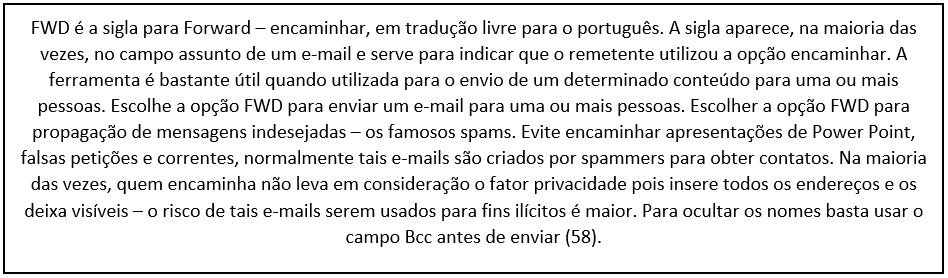 FWD é a sigla para Forward – encaminhar, em tradução livre para o português. A sigla aparece, na maioria das
vezes, no campo assunto de um e-mail e serve para indicar que o remetente utilizou a opção encaminhar. A
ferramenta é bastante útil quando utilizada para o envio de um determinado conteúdo para uma ou mais
pessoas. Escolhe a opção FWD para enviar um e-mail para uma ou mais pessoas. Escolher a opção FWD para
propagação de mensagens indesejadas – os famosos spams. Evite encaminhar apresentações de Power Point,
falsas petições e correntes, normalmente tais e-mails são criados por spammers para obter contatos. Na maioria
das vezes, quem encaminha não leva em consideração o fator privacidade pois insere todos os endereços e os
deixa visíveis – o risco de tais e-mails serem usados para fins ilícitos é maior. Para ocultar os nomes basta usar o
campo Bcc antes de enviar (58).